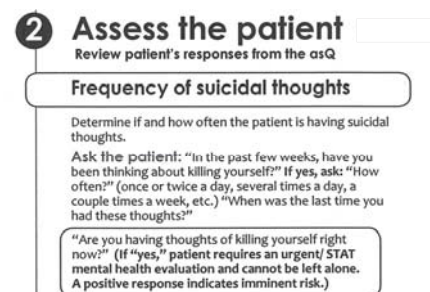 2 Assess the patient
Review patient's responses from the asQ
Frequency of suicidal thoughts
Determine if and how often the patient is having suicidal
thoughts.
Ask the patient: "In the past few weeks, have you
been thinking about killing yourself?" If yes, ask: "How
often?" (once or twice a day, several times a day, a
couple times a week, etc.) "When was the last time you
had these thoughts?"
"Are you having thoughts of killing yourself right
now?" (If "yes," patient requires an urgent/ STAT
mental health evaluation and cannot be left alone.
A positive response indicates imminent risk.)